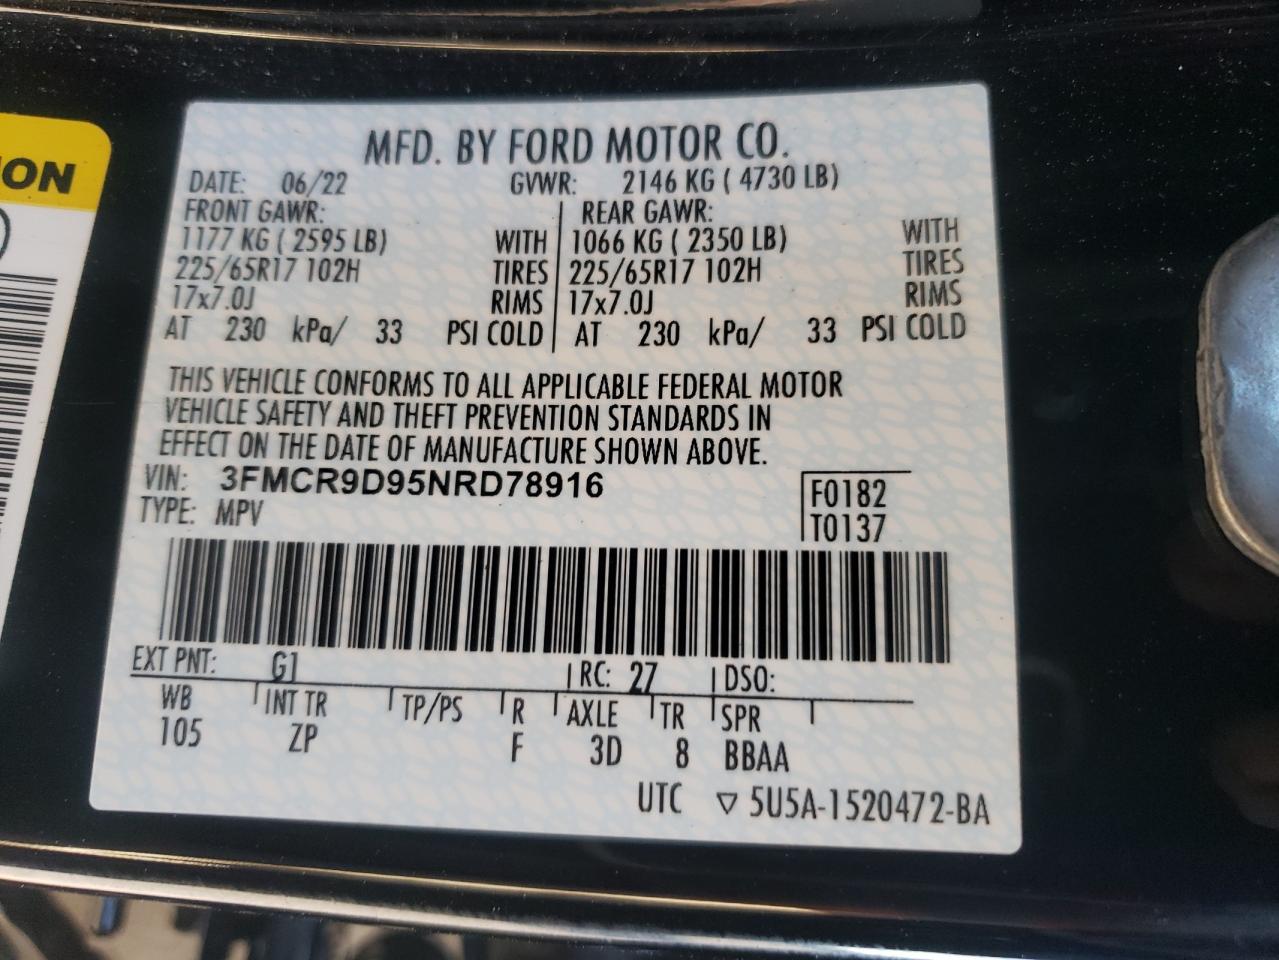 ON
MFD. BY FORD MOTOR CO.
DATE: 06/22 GVWR: 2146 KG ( 4730 LB)
FRONT GAWR: REAR GAWR:
1177 KG ( 2595 LB) WITH 1066 KG ( 2350 LB) WITH
225/65R17 102H TIRES 225/65R17 102H TIRES
17x7.0J RIMS 17x7.0J RIMS
AT 230 kPa/ 33 PSI COLD AT 230 kPa/ 33 PSI COLD
THIS VEHICLE CONFORMS TO ALL APPLICABLE FEDERAL MOTOR
VEHICLE SAFETY AND THEFT PREVENTION STANDARDS IN
EFFECT ON THE DATE OF MANUFACTURE SHOWN ABOVE.
VIN: 3FMCR9D95NRD78916 F0182
TYPE: MPV T0137
EXT PNT: G1 RC: 27 DSO:
WB INT TR TP/PS R AXLE TR SPR
105 ZP F 3D 8 BBAA
UTC ▽ 5U5A-1520472-BA